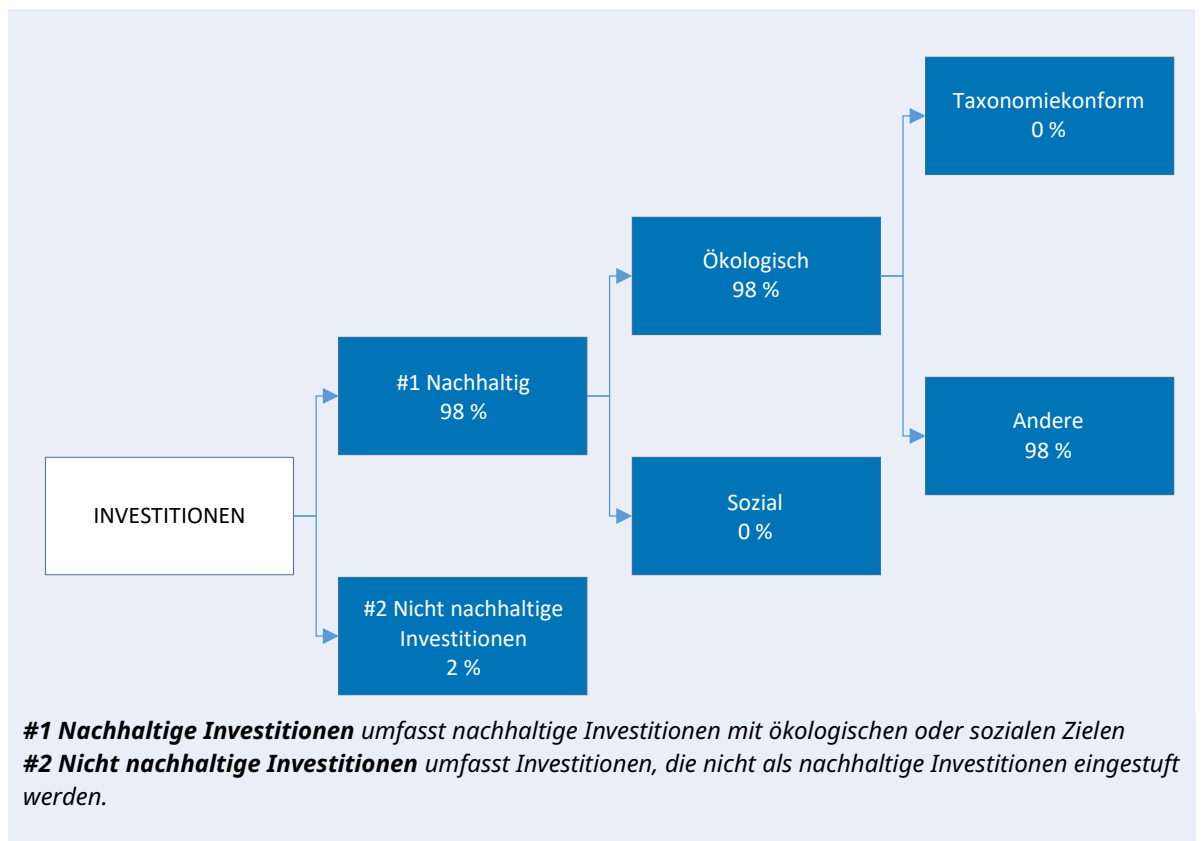 Taxonomiekonform
0 %
Ökologisch
98 %
#1 Nachhaltig
98 %
Andere
98 %
INVESTITIONEN
Sozial
0 %
#2 Nicht nachhaltige
Investitionen
2 %
#1 Nachhaltige Investitionen umfasst nachhaltige Investitionen mit ökologischen oder sozialen Zielen
#2 Nicht nachhaltige Investitionen umfasst Investitionen, die nicht als nachhaltige Investitionen eingestuft
werden.